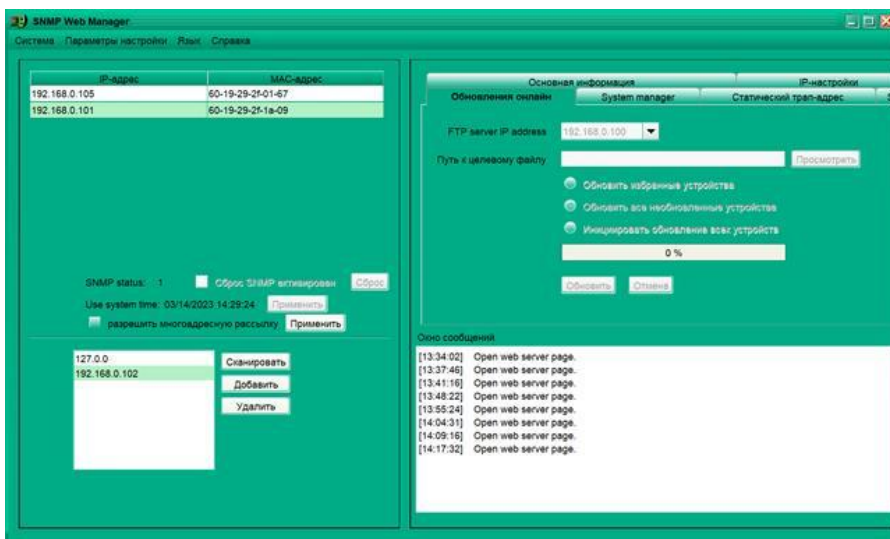 SNMP Web Manager
Система Параметры настройки Язык Справка
IP-адрес MAC-адрес
192.168.0.105 60-19-29-2f-01-67
192.168.0.101 60-19-29-2f-1a-09
SNMP status: 1 Сброс SNMP активирован Сброс
Use system time: 03/14/2023 14:29:24 Применить
разрешить многоадресную рассылку Применить
127.0.0
192.168.0.102
Сканировать
Добавить
Удалить
Основная информация IP-настройки
Обновления онлайн System manager Статический трап-адрес
FTP server IP address 192.168.0.100
Путь к целевому файлу Просмотреть
Обновить избранные устройства
Обновить все необновленные устройства
Инициировать обновление всех устройств
0 %
Обновить Отмена
Окно сообщений
[13:34:02] Open web server page.
[13:37:46] Open web server page.
[13:41:16] Open web server page.
[13:48:22] Open web server page.
[13:55:24] Open web server page.
[14:04:31] Open web server page.
[14:09:16] Open web server page.
[14:17:32] Open web server page.